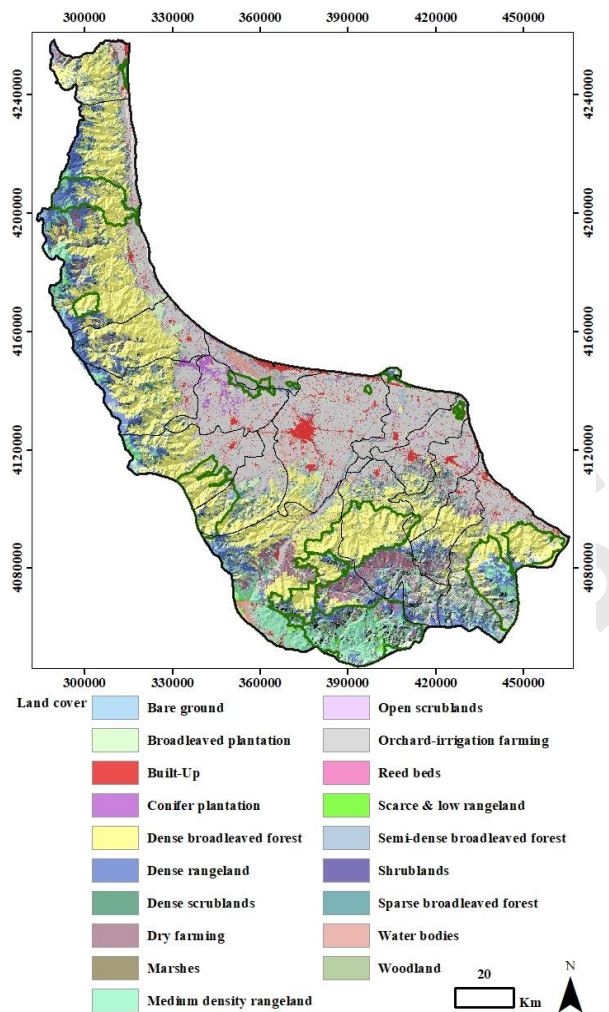 300000 330000 360000 390000 420000 450000
4240000 4240000
4200000 4200000
4160000 4160000
4120000 4120000
4080000 4080000
300000 330000 360000 390000 420000 450000
Land cover
Bare ground
Broadleaved plantation
Built-Up
Conifer plantation
Dense broadleaved forest
Dense rangeland
Dense scrublands
Dry farming
Marshes
Medium density rangeland
Open scrublands
Orchard-irrigation farming
Reed beds
Scarce & low rangeland
Semi-dense broadleaved forest
Shrublands
Sparse broadleaved forest
Water bodies
Woodland
20
Km
N